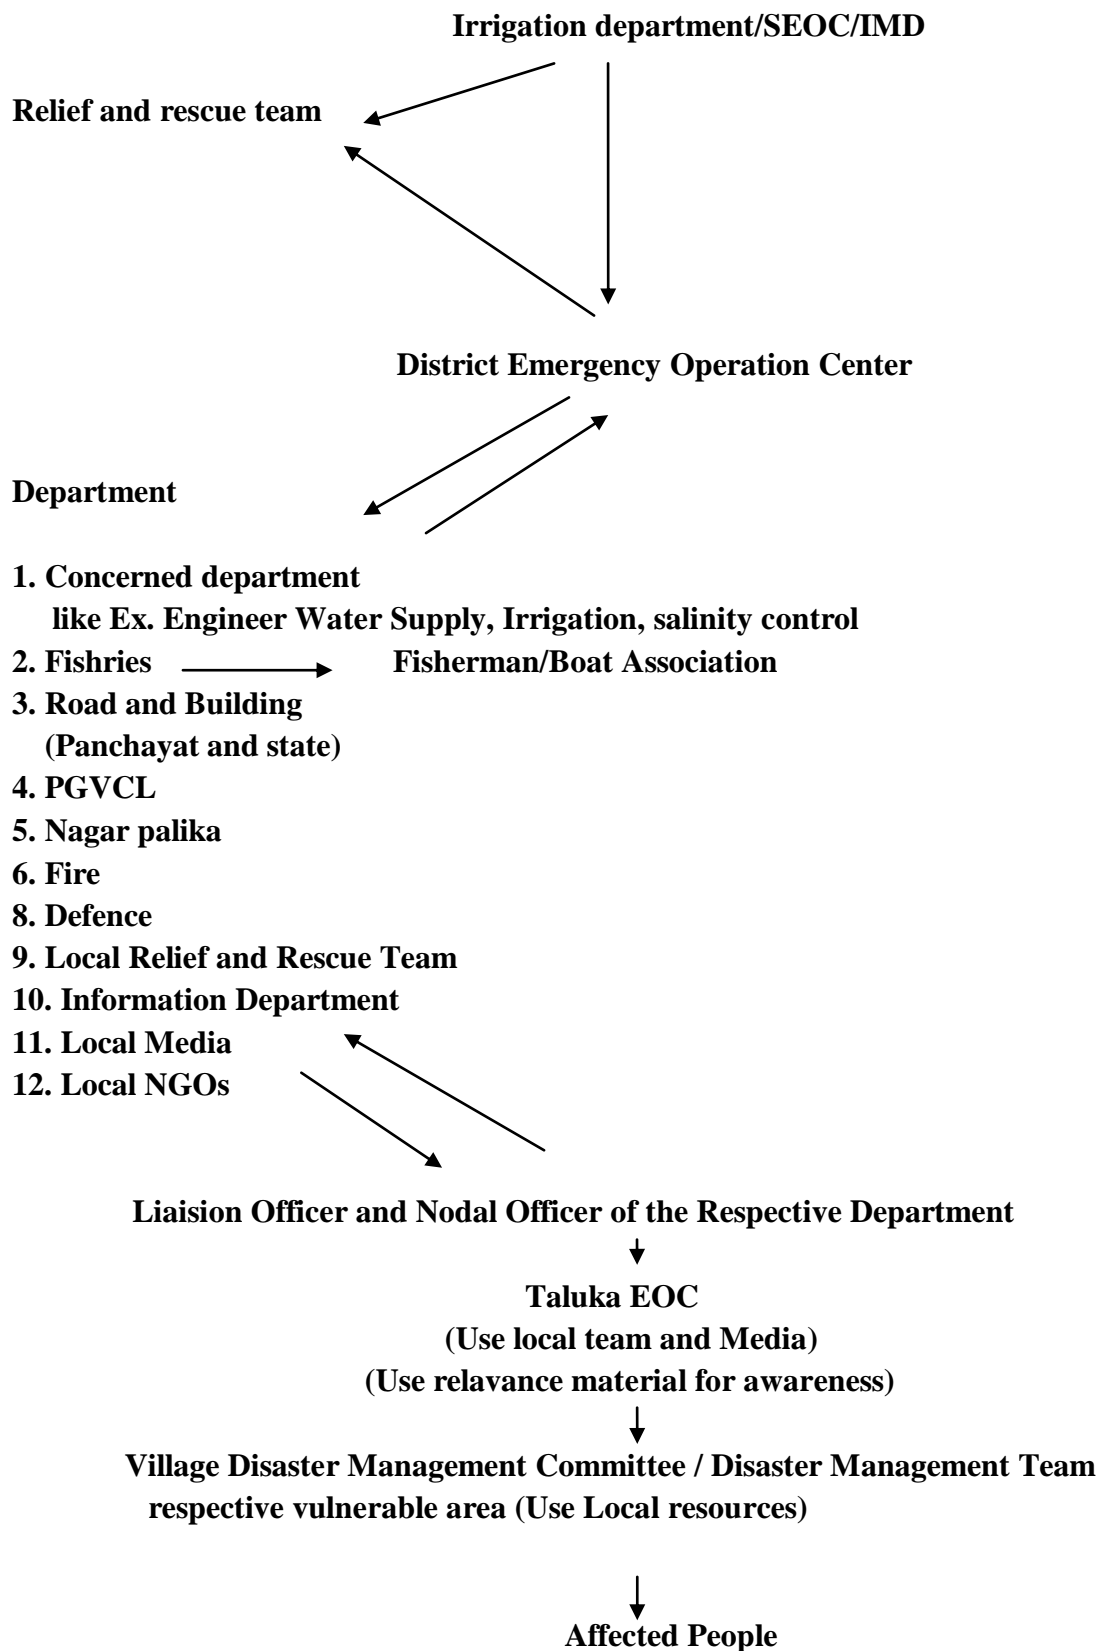 Irrigation department/SEOC/IMD
Relief and rescue team
District Emergency Operation Center
Department
1. Concerned department
like Ex. Engineer Water Supply, Irrigation, salinity control
2. Fishries Fisherman/Boat Association
3. Road and Building
(Panchayat and state)
4. PGVCL
5. Nagar palika
6. Fire
8. Defence
9. Local Relief and Rescue Team
10. Information Department
11. Local Media
12. Local NGOs
Liaision Officer and Nodal Officer of the Respective Department
Taluka EOC
(Use local team and Media)
(Use relavance material for awareness)
Village Disaster Management Committee / Disaster Management Team
respective vulnerable area (Use Local resources)
Affected People